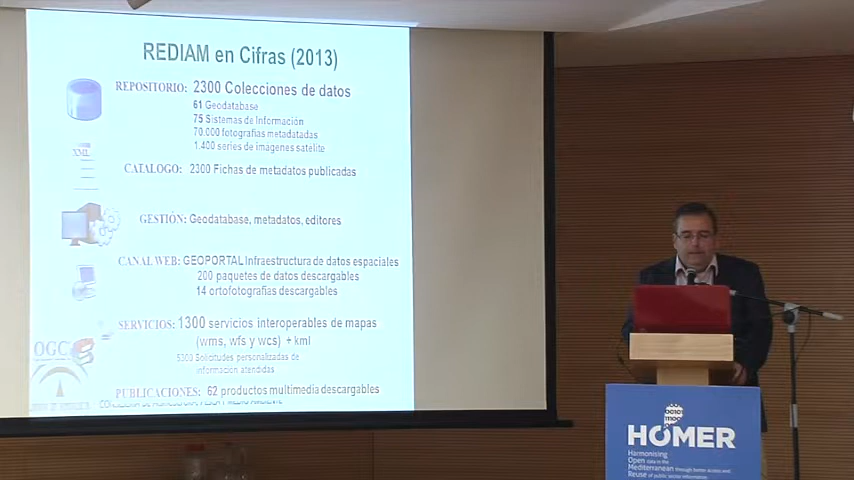 REDIAM en Cifras (2013)
REPOSITORIO: 2300 Colecciones de datos
61 Geodatabase
75 Sistemas de Información
70.000 fotografías metadatadas
1.400 series de imágenes satelite
XML
CATALOGO: 2300 Fichas de metadatos publicadas
GESTIÓN: Geodatabase, metadatos, editores
CANAL WEB: GEOPORTAL Infraestructura de datos espaciales
200 paquetes de datos descargables
14 ortofotografías descargables
SERVICIOS: 1300 servicios interoperables de mapas
(wms, wfs y wcs) + kml
5300 Solicitudes personalizadas de
información atendidas
OGC
PUBLICACIONES: 62 productos multimedia descargables
HOMER
Harmonising
Open data in the
Mediterranean through better access and
Reuse of public sector information